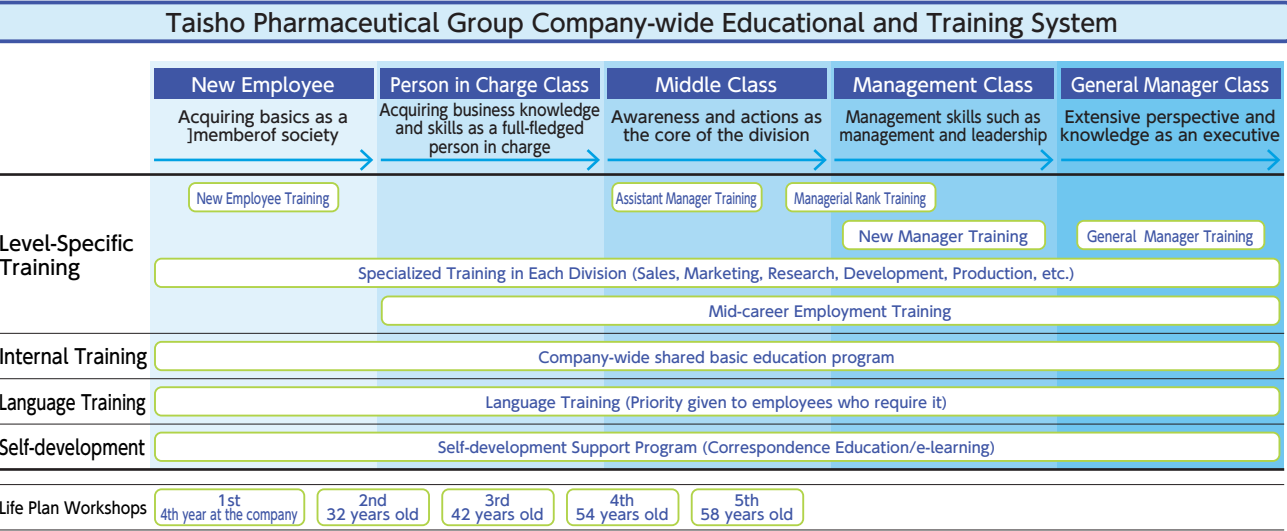 Taisho Pharmaceutical Group Company-wide Educational and Training System
New Employee
Acquiring basics as a
]memberof society
Person in Charge Class
Acquiring business knowledge
and skills as a full-fledged
person in charge
Middle Class
Awareness and actions as
the core of the division
Management Class
Management skills such as
management and leadership
General Manager Class
Extensive perspective and
knowledge as an executive
Level-Specific
Training
New Employee Training
Assistant Manager Training
Managerial Rank Training
New Manager Training
General Manager Training
Specialized Training in Each Division (Sales, Marketing, Research, Development, Production, etc.)
Mid-career Employment Training
Internal Training
Company-wide shared basic education program
Language Training
Language Training (Priority given to employees who require it)
Self-development
Self-development Support Program (Correspondence Education/e-learning)
Life Plan Workshops
1st
4th year at the company
2nd
32 years old
3rd
42 years old
4th
54 years old
5th
58 years old